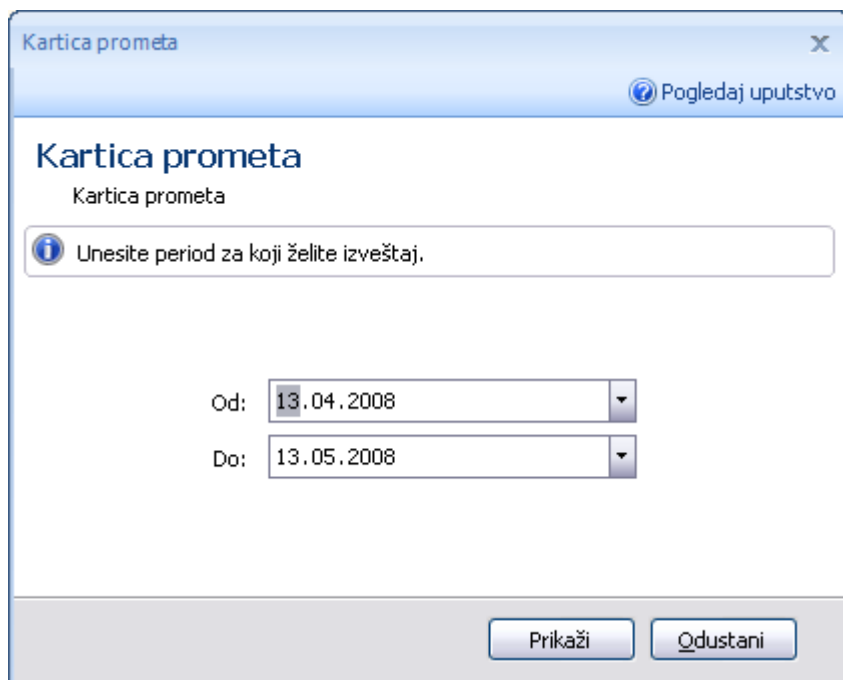 Kartica prometa
Pogledaj uputstvo
Kartica prometa
Kartica prometa
Unesite period za koji želite izveštaj.
Od: 13.04.2008
Do: 13.05.2008
Prikaži Odustani